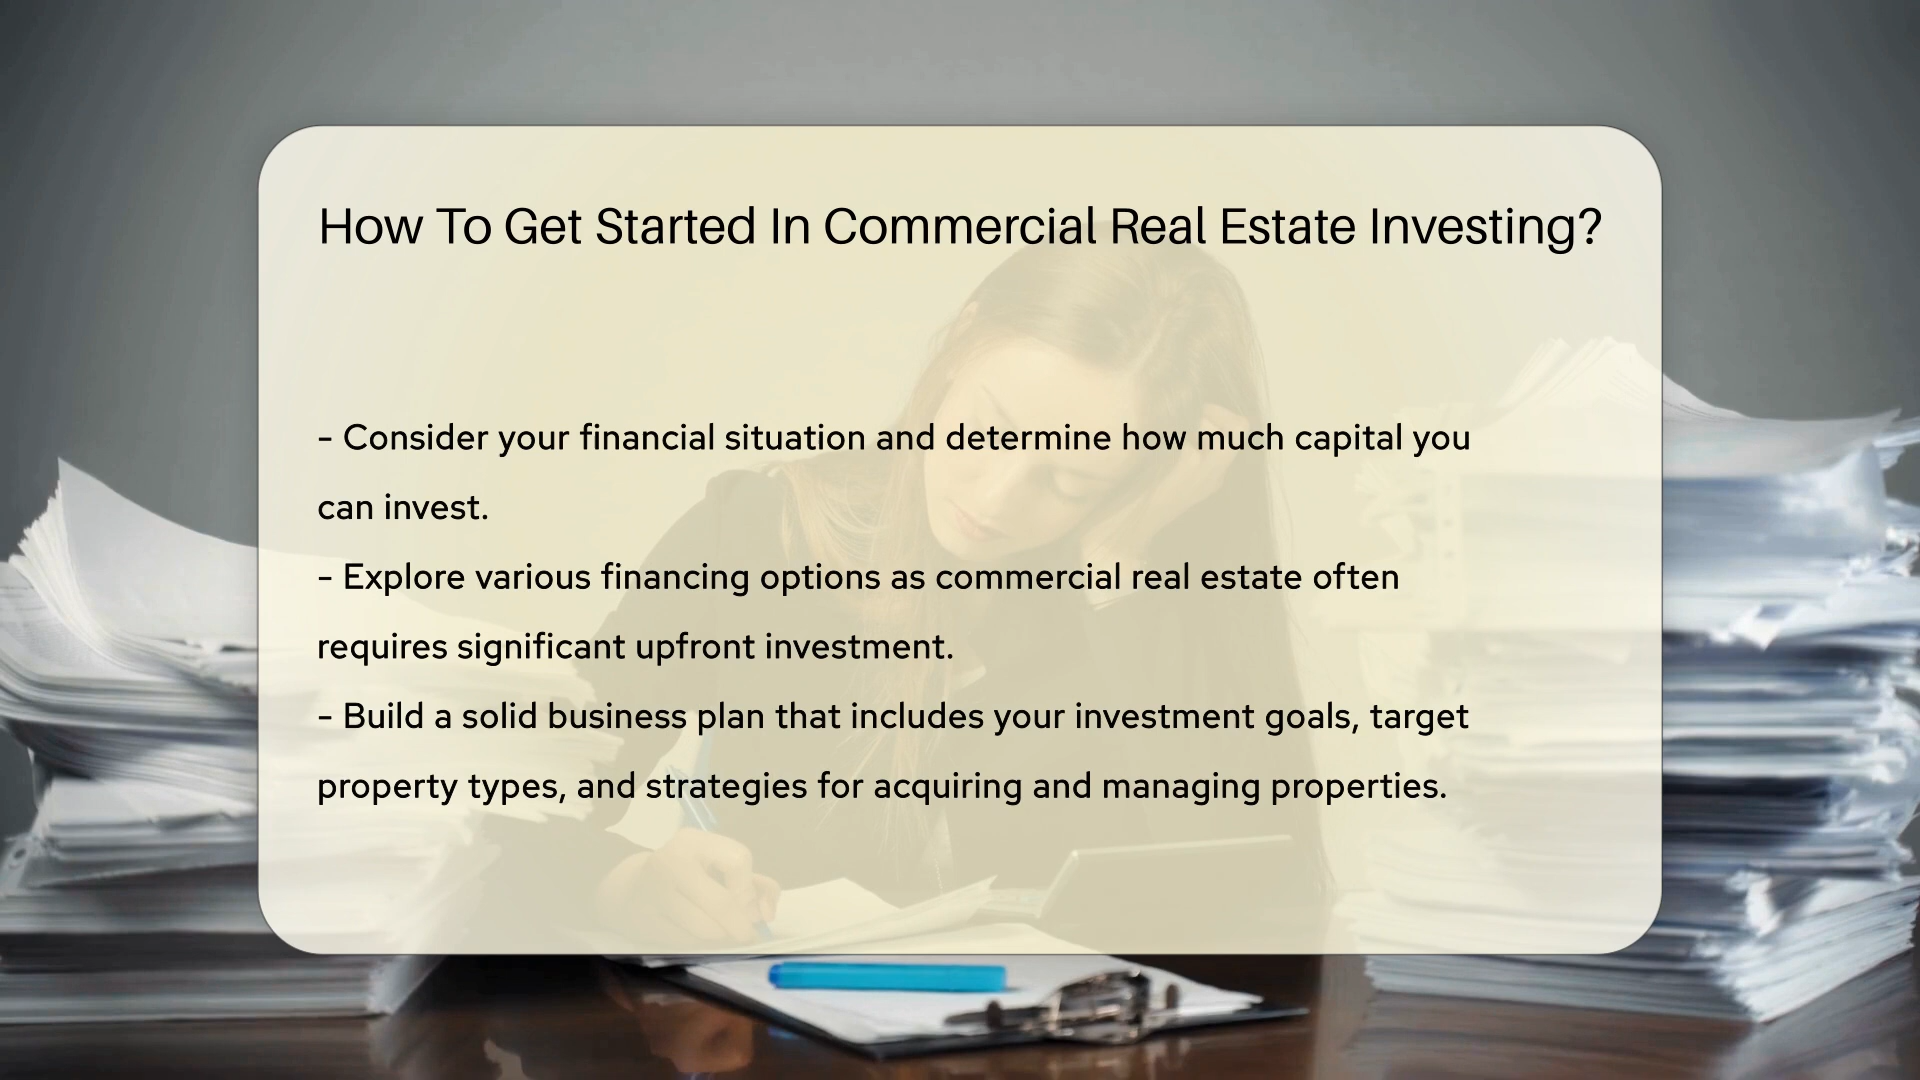 How To Get Started In Commercial Real Estate Investing?
- Consider your financial situation and determine how much capital you
can invest.
- Explore various financing options as commercial real estate often
requires significant upfront investment.
- Build a solid business plan that includes your investment goals, target
property types, and strategies for acquiring and managing properties.